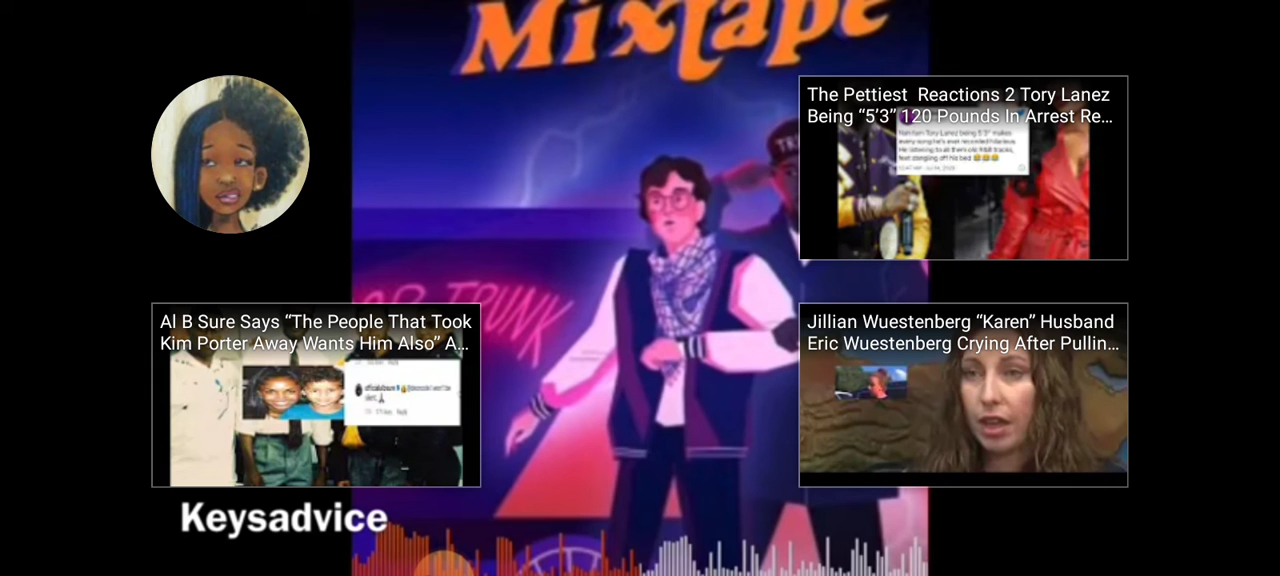 Mixtape
The Pettiest Reactions 2 Tory Lanez
Being “5’3” 120 Pounds In Arrest Re...
Al B Sure Says “The People That Took
Kim Porter Away Wants Him Also” A...
Jillian Wuestenberg “Karen” Husband
Eric Wuestenberg Crying After Pullin...
TRUNK
Keysadvice